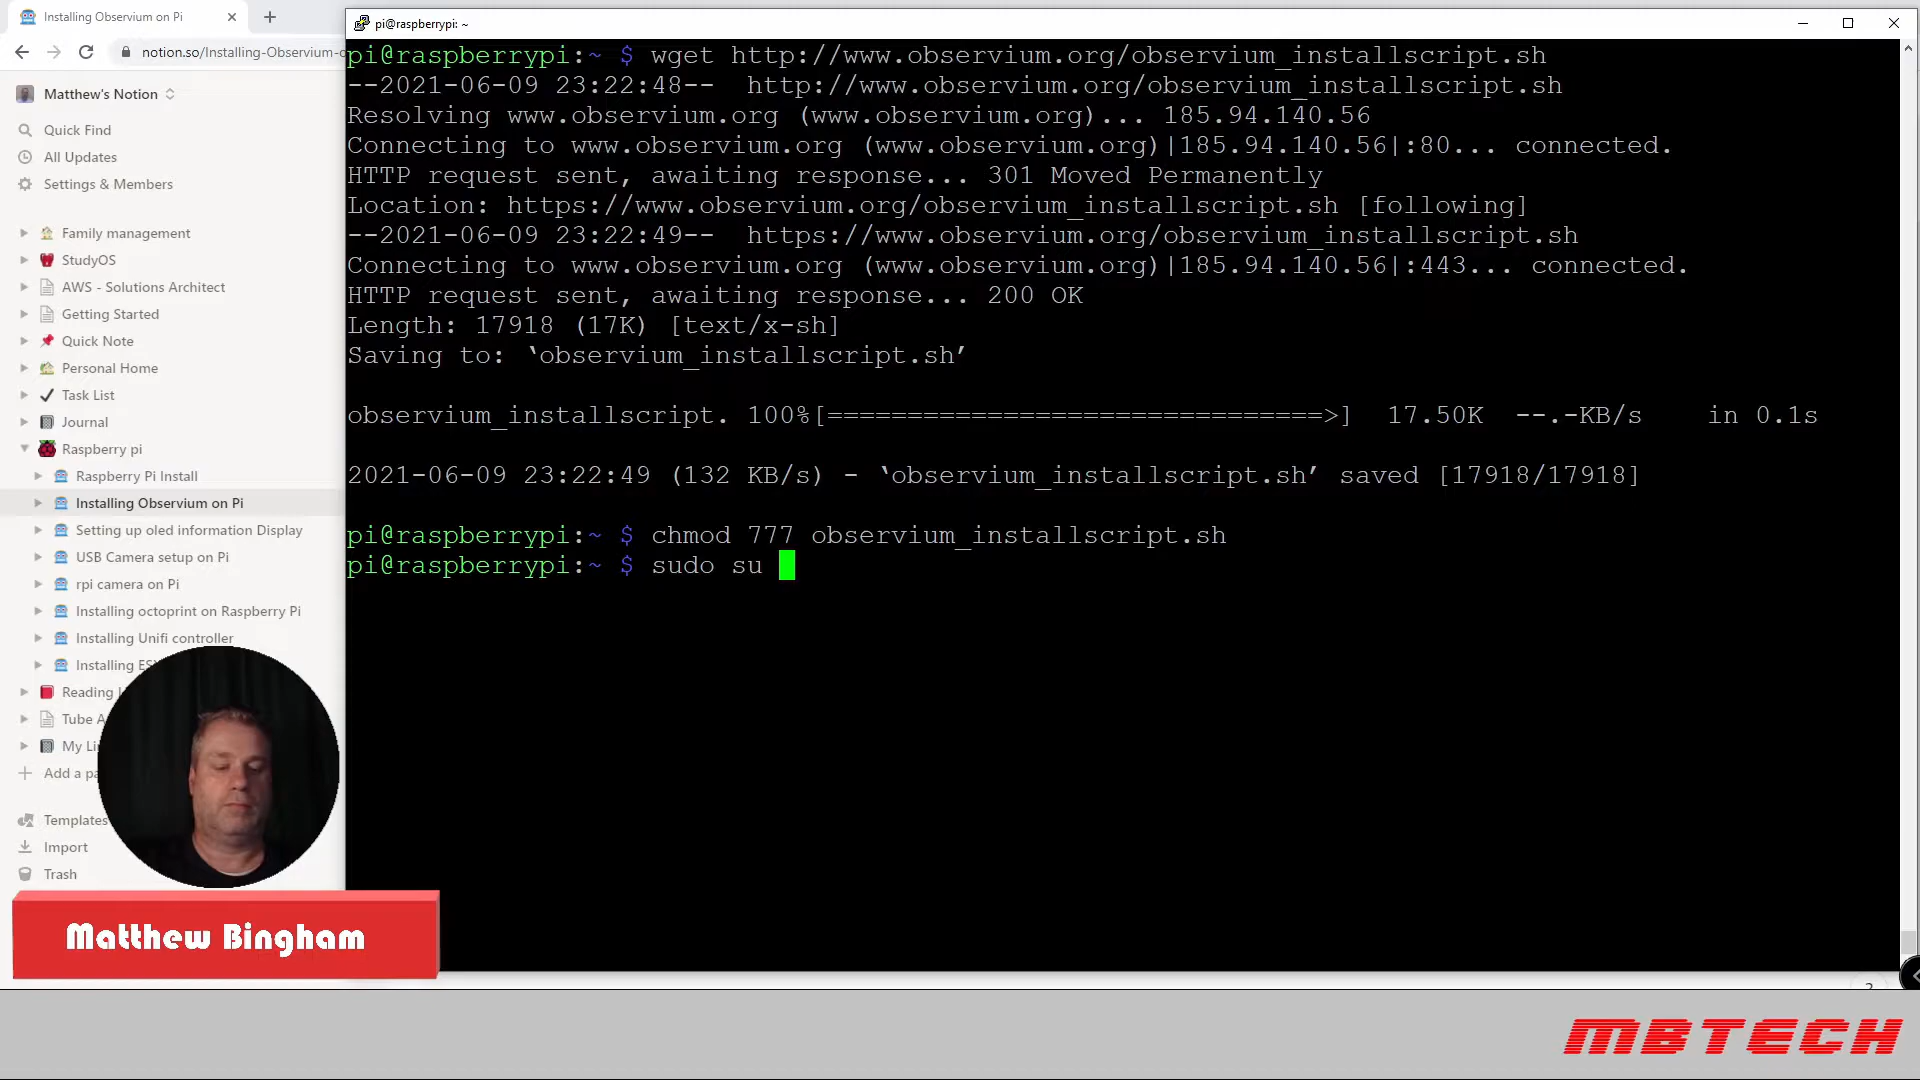 Installing Observium on Pi
pi@raspberrypi: ~
notion.so/Installing-Observium-o
Matthew's Notion
Quick Find
All Updates
Settings & Members
Family management
StudyOS
AWS - Solutions Architect
Getting Started
Quick Note
Personal Home
Task List
Journal
Raspberry pi
Raspberry Pi Install
Installing Observium on Pi
Setting up oled information Display
USB Camera setup on Pi
rpi camera on Pi
Installing octoprint on Raspberry Pi
Installing Unifi controller
Installing
Reading
Tube
My
Add a
Templates
Import
Trash
pi@raspberrypi:~ $ wget http://www.observium.org/observium_installscript.sh
--2021-06-09 23:22:48--  http://www.observium.org/observium_installscript.sh
Resolving www.observium.org (www.observium.org)... 185.94.140.56
Connecting to www.observium.org (www.observium.org)|185.94.140.56|:80... connected.
HTTP request sent, awaiting response... 301 Moved Permanently
Location: https://www.observium.org/observium_installscript.sh [following]
--2021-06-09 23:22:49--  https://www.observium.org/observium_installscript.sh
Connecting to www.observium.org (www.observium.org)|185.94.140.56|:443... connected.
HTTP request sent, awaiting response... 200 OK
Length: 17918 (17K) [text/x-sh]
Saving to: ‘observium_installscript.sh’
observium_installscript. 100%[===============================>]  17.50K  --.-KB/s    in 0.1s
2021-06-09 23:22:49 (132 KB/s) - ‘observium_installscript.sh’ saved [17918/17918]
pi@raspberrypi:~ $ chmod 777 observium_installscript.sh
pi@raspberrypi:~ $ sudo su
Matthew Bingham
MBTECH